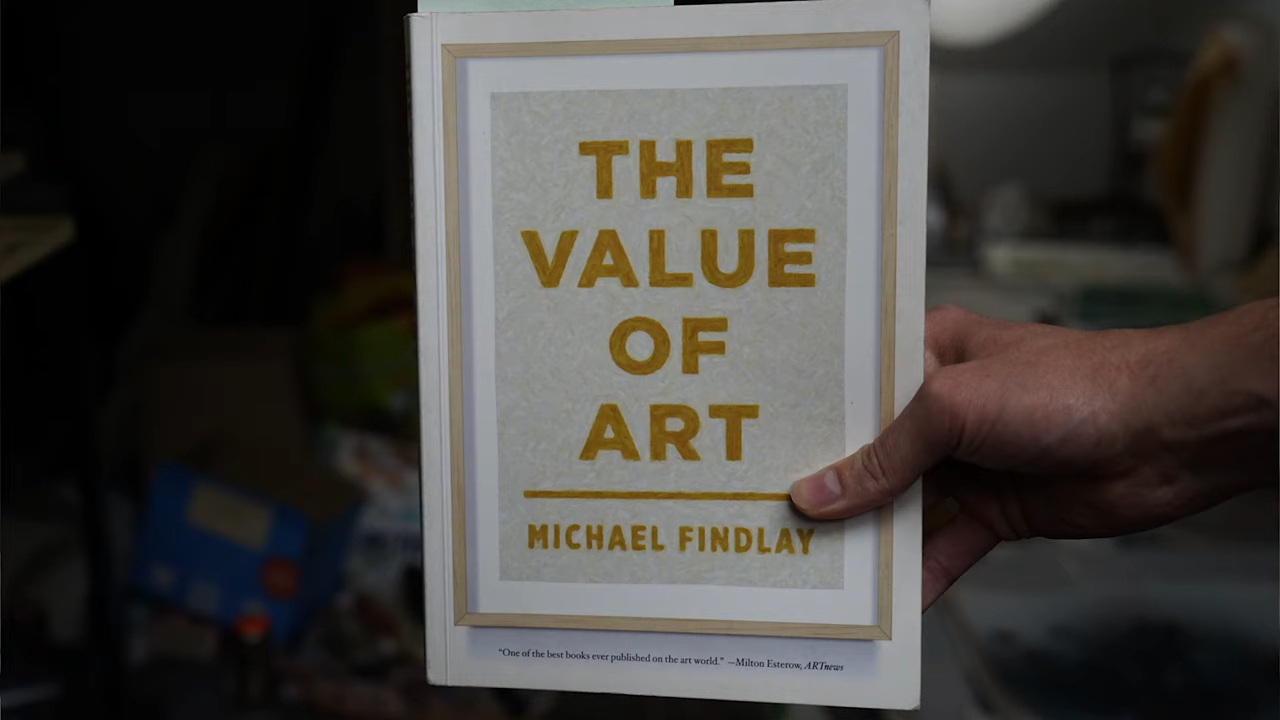 THE
VALUE
OF
ART
MICHAEL FINDLAY
“One of the best books ever published on the art world.” —Milton Esterow, ARTnews